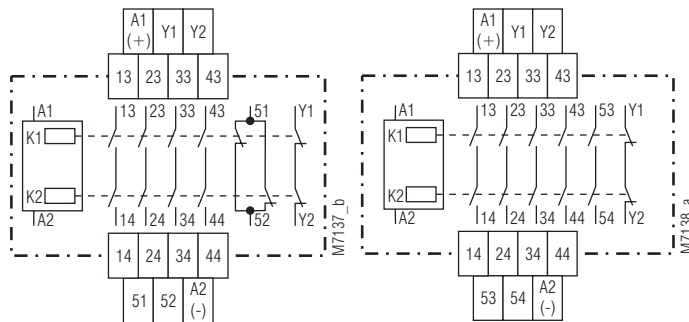 A1 (+) Y1 Y2
13 23 33 43
A1 13 23 33 43 51 Y1
K1
K2
A2 14 24 34 44 52 Y2
14 24 34 44
51 52 A2 (-)
M7137_b
A1 (+) Y1 Y2
13 23 33 43
A1 13 23 33 43 53 Y1
K1
K2
A2 14 24 34 44 54 Y2
14 24 34 44
53 54 A2 (-)
M7138_a